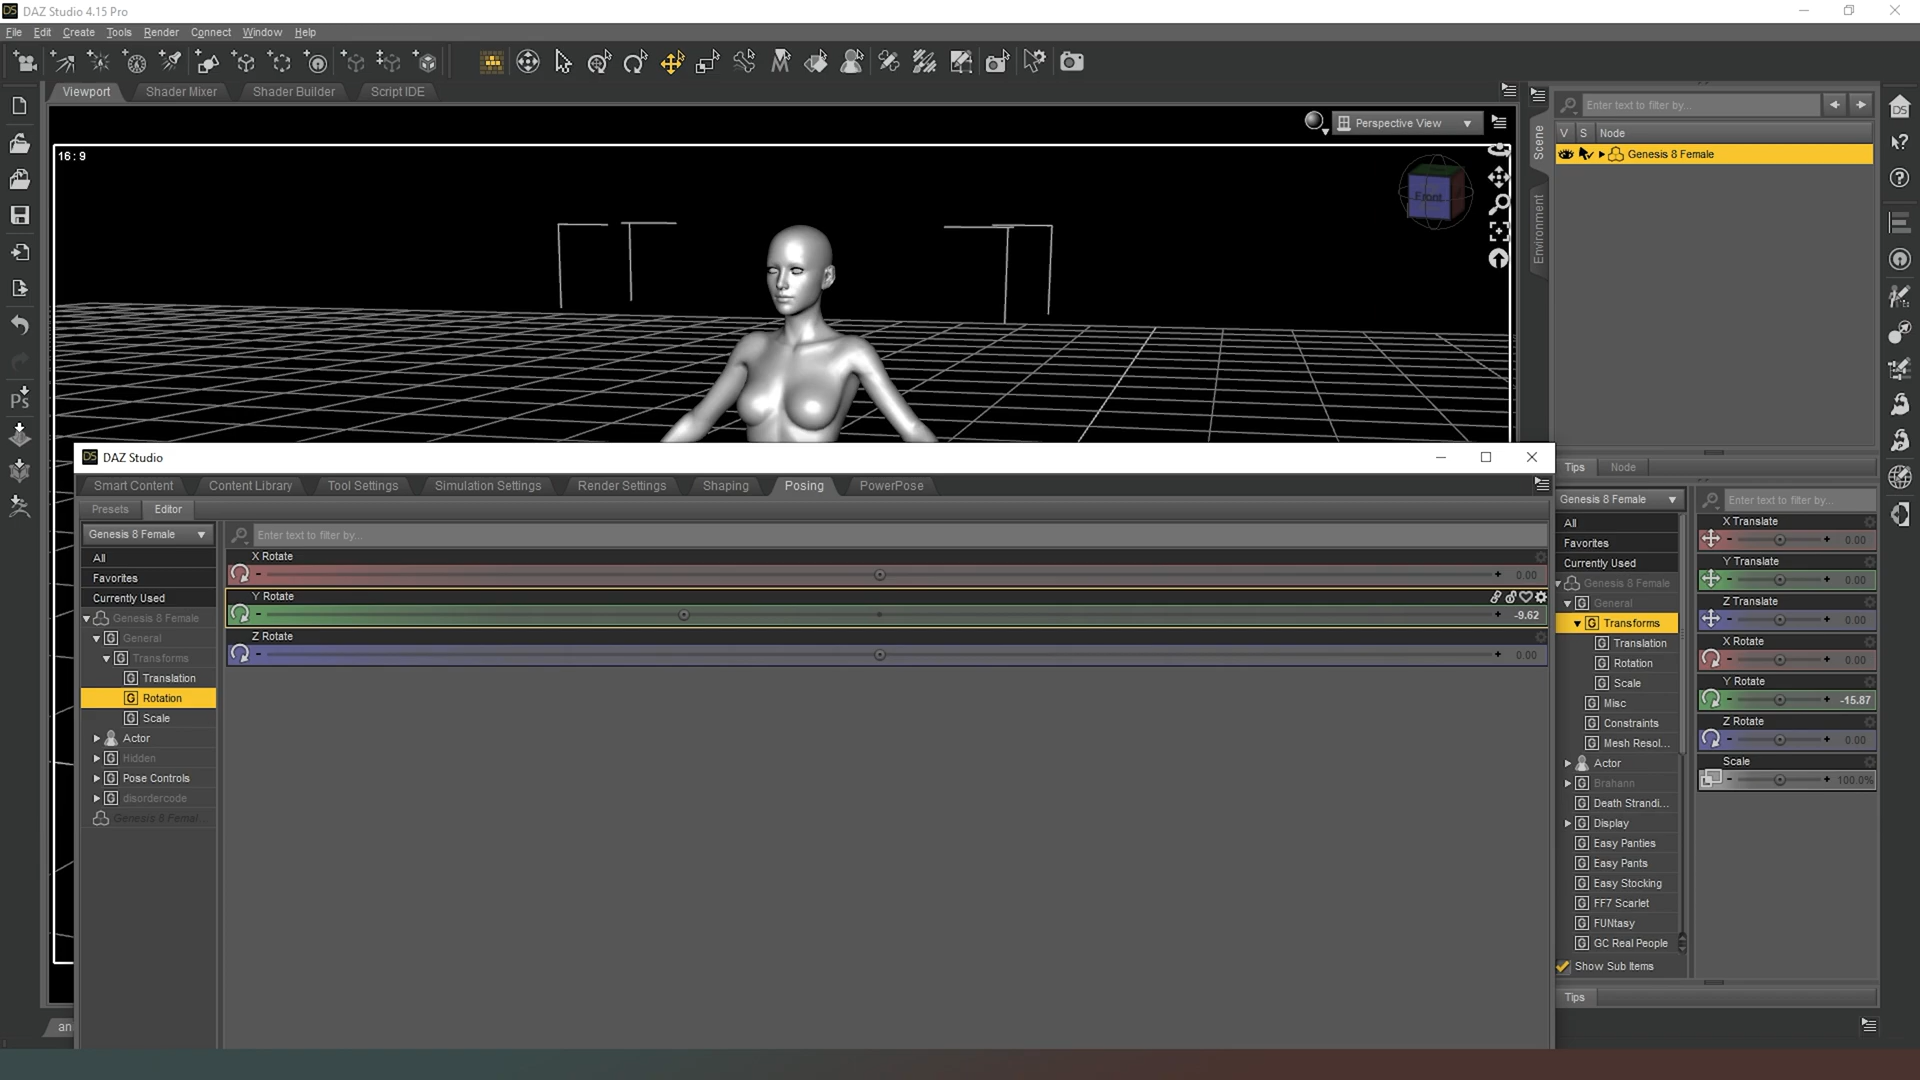 DAZ Studio 4.15 Pro
File Edit Create Tools Render Connect Window Help
Viewport Shader Mixer Shader Builder Script IDE
Perspective View
16 : 9
Front
Scene
Environment
Enter text to filter by...
V S Node
Genesis 8 Female
DAZ Studio
Smart Content Content Library Tool Settings Simulation Settings Render Settings Shaping Posing PowerPose
Presets Editor
Genesis 8 Female
Enter text to filter by...
All
Favorites
Currently Used
Genesis 8 Female
General
Transforms
Translation
Rotation
Scale
Actor
Hidden
Pose Controls
disordercode
Genesis 8 Femal...
X Rotate
0.00
Y Rotate
-9.62
Z Rotate
0.00
Tips Node
Genesis 8 Female
Enter text to filter by...
All
Favorites
Currently Used
Genesis 8 Female
General
Transforms
Translation
Rotation
Scale
Misc
Constraints
Mesh Resol...
Actor
Brahann
Death Strandi...
Display
Easy Panties
Easy Pants
Easy Stocking
FF7 Scarlet
FUNtasy
GC Real People
Show Sub Items
X Translate
0.00
Y Translate
0.00
Z Translate
0.00
X Rotate
0.00
Y Rotate
-15.87
Z Rotate
0.00
Scale
100.0%
Tips
an